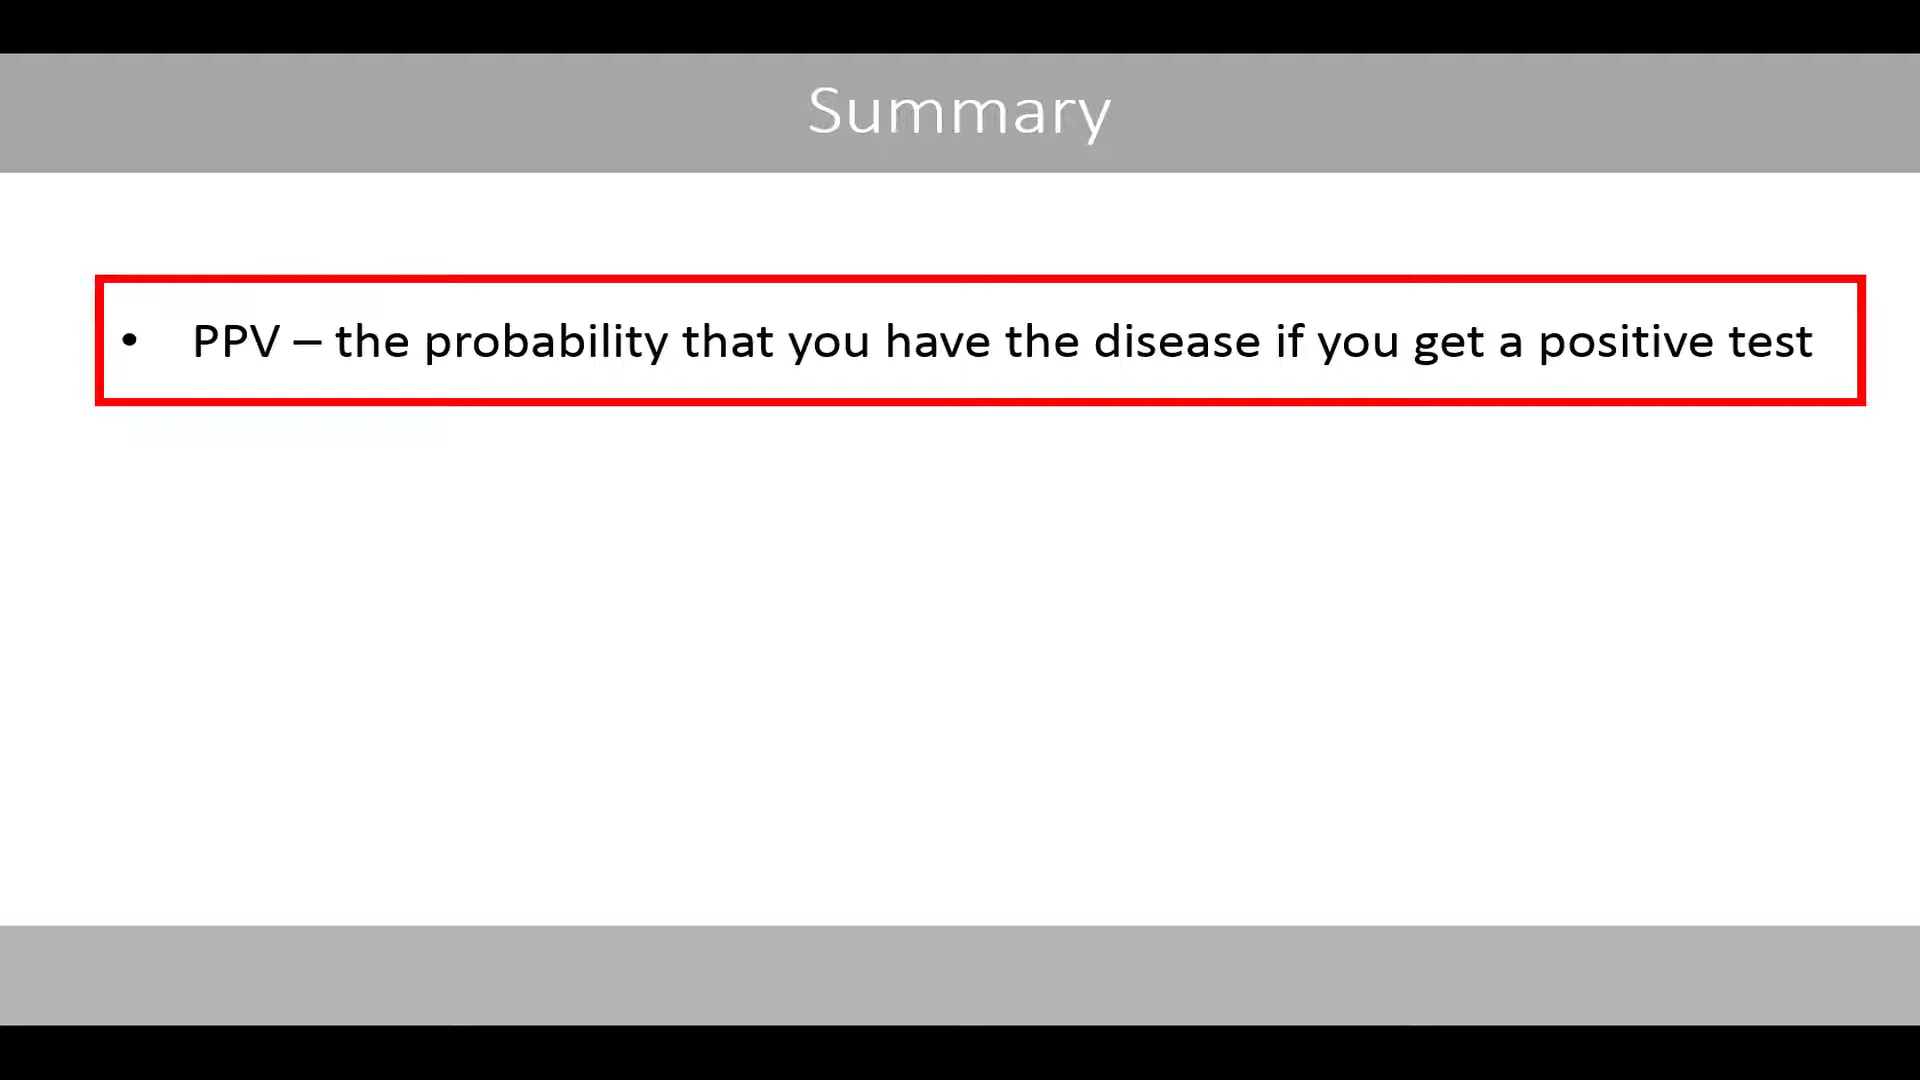 Summary
• PPV – the probability that you have the disease if you get a positive test